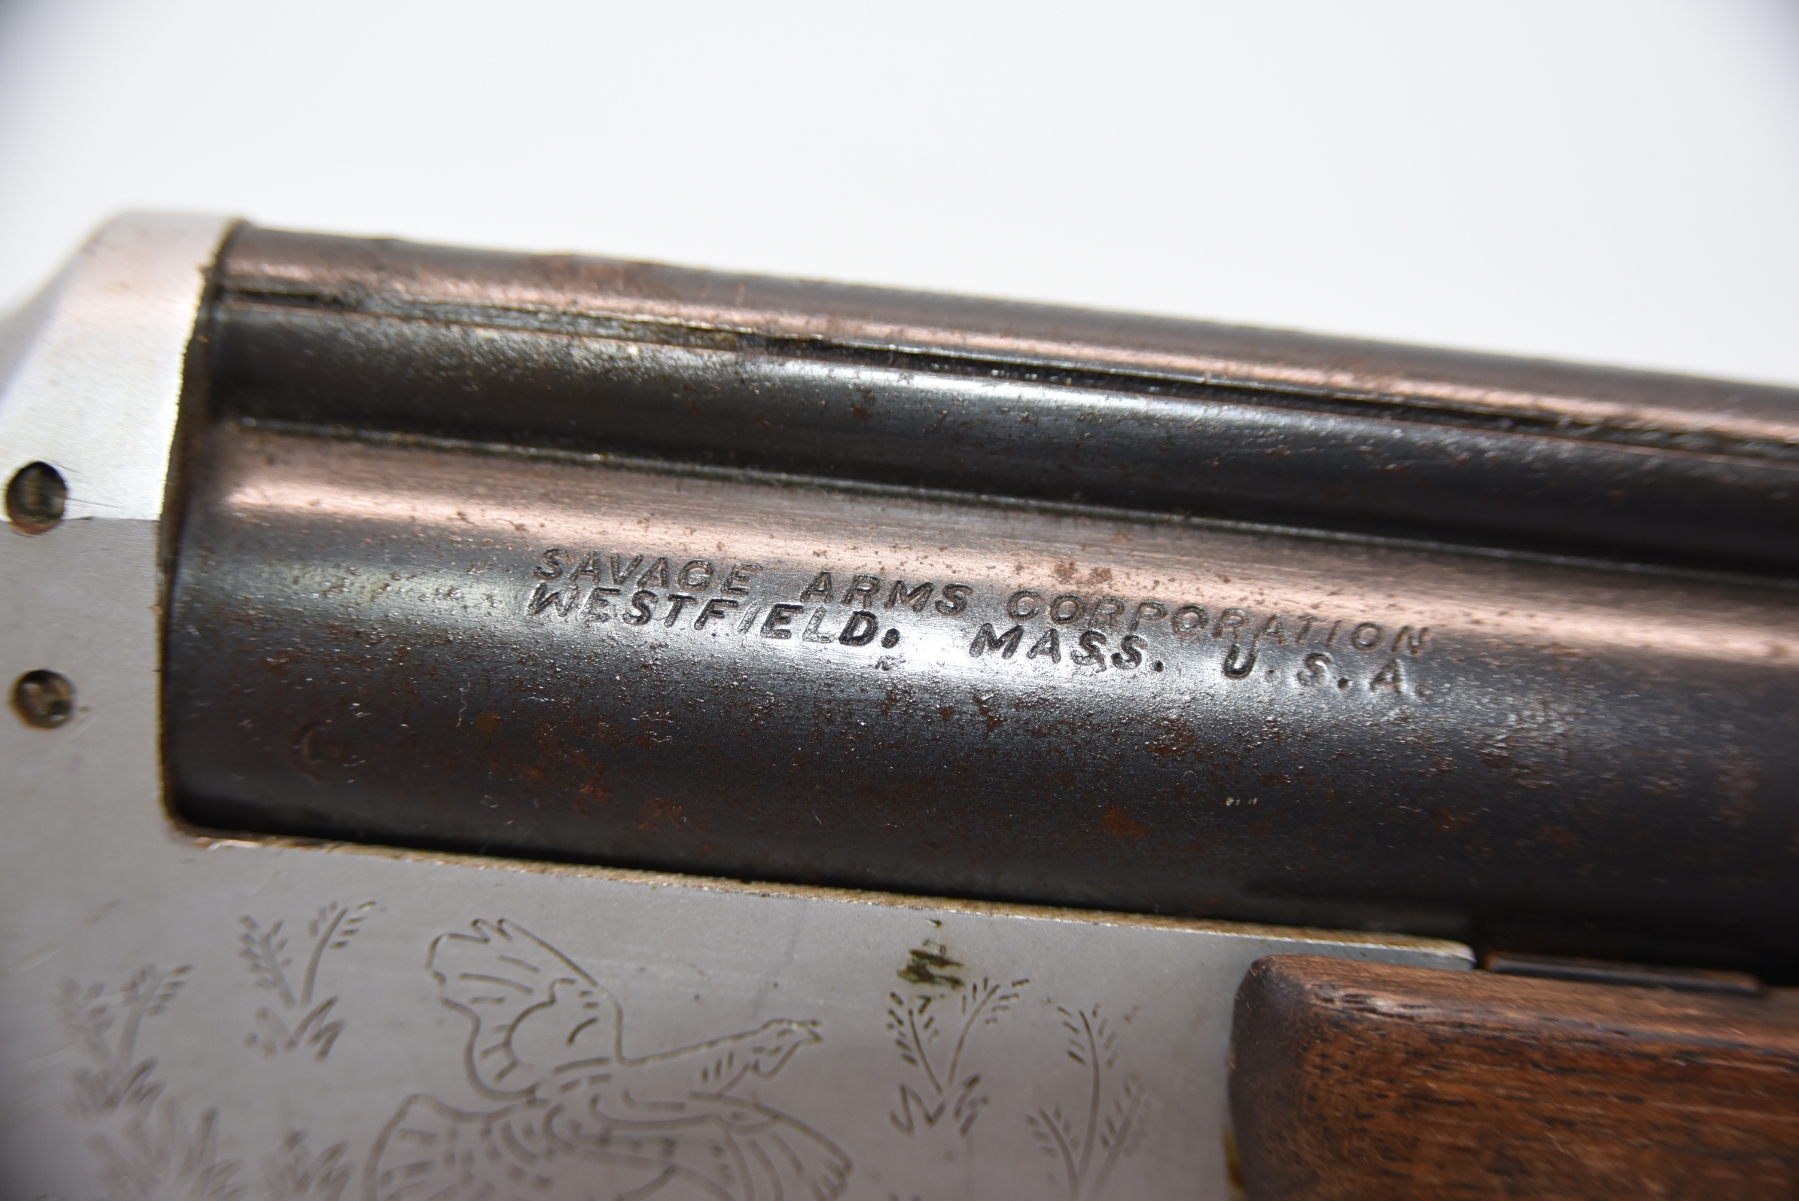 SAVAGE ARMS CORPORATION
WESTFIELD, MASS. U.S.A.